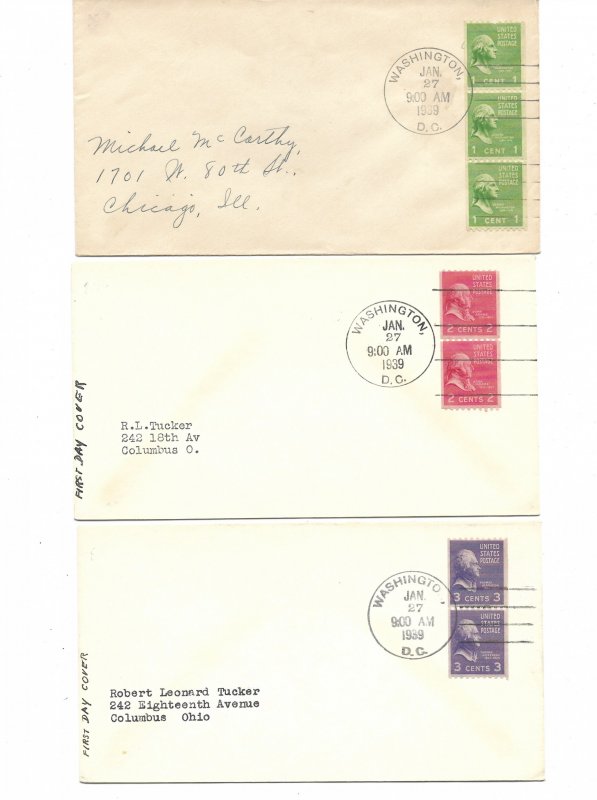 WASHINGTON,
JAN.
27
9:00 AM
1939
D. C.
UNITED
STATES
POSTAGE
1 CENT 1
UNITED
STATES
POSTAGE
1 CENT 1
UNITED
STATES
POSTAGE
1 CENT 1
Michael McCarthy,
1701 W. 80th St.,
Chicago, Ill.
WASHINGTON,
JAN.
27
9:00 AM
1939
D. C.
UNITED
STATES
POSTAGE
2 CENTS 2
UNITED
STATES
POSTAGE
2 CENTS 2
FIRST DAY COVER
R.L.Tucker
242 18th Av
Columbus O.
WASHINGTO
JAN.
27
9:00 AM
1939
D. C.
UNITED
STATES
POSTAGE
3 CENTS 3
UNITED
STATES
POSTAGE
3 CENTS 3
FIRST DAY COVER
Robert Leonard Tucker
242 Eighteenth Avenue
Columbus Ohio